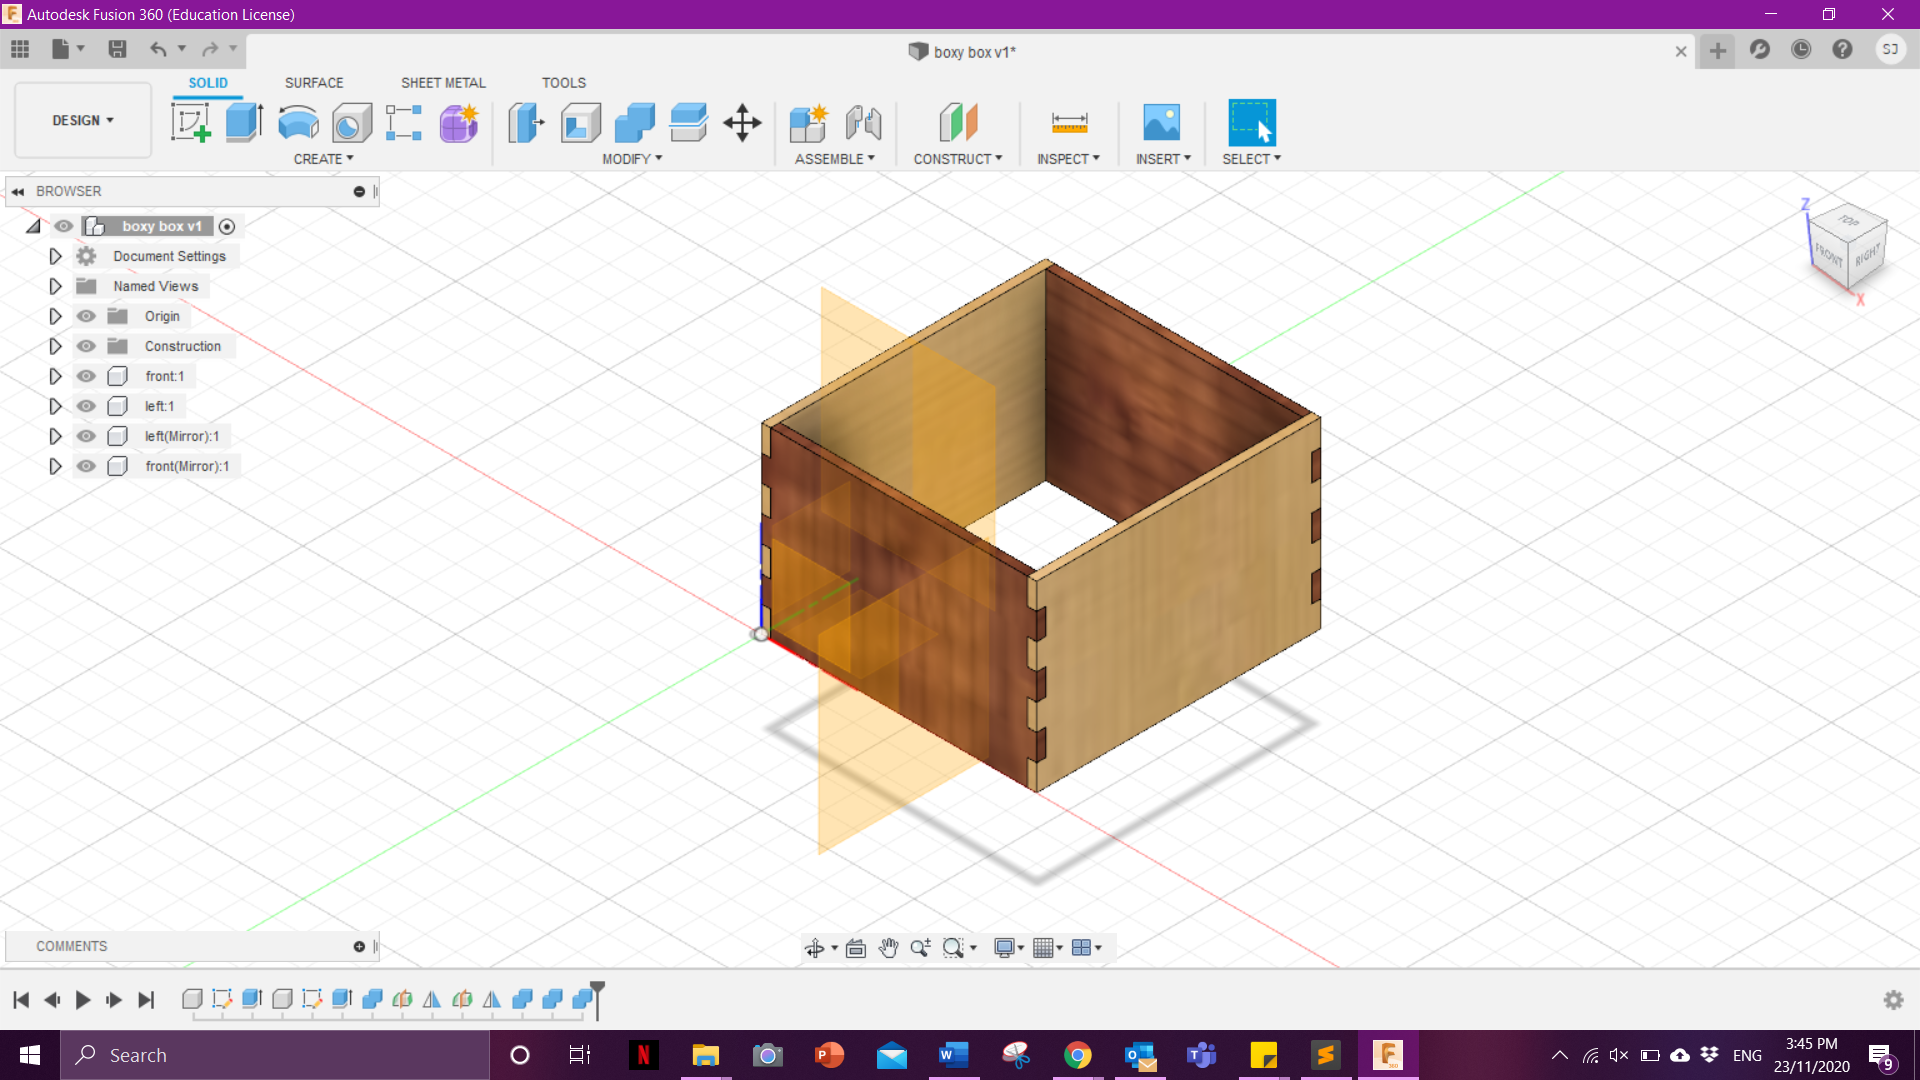 Autodesk Fusion 360 (Education License)
boxy box v1*
SJ
DESIGN
SOLID SURFACE SHEET METAL TOOLS
CREATE MODIFY ASSEMBLE CONSTRUCT INSPECT INSERT SELECT
BROWSER
boxy box v1
Document Settings
Named Views
Origin
Construction
front:1
left:1
left(Mirror):1
front(Mirror):1
Z
TOP
FRONT
RIGHT
X
COMMENTS
Search
ENG
3:45 PM
23/11/2020
9